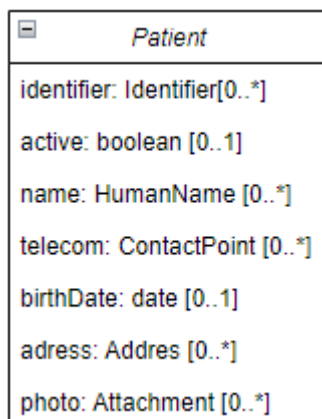 Patient
identifier: Identifier[0..*]
active: boolean [0..1]
name: HumanName [0..*]
telecom: ContactPoint [0..*]
birthDate: date [0..1]
adress: Addres [0..*]
photo: Attachment [0..*]